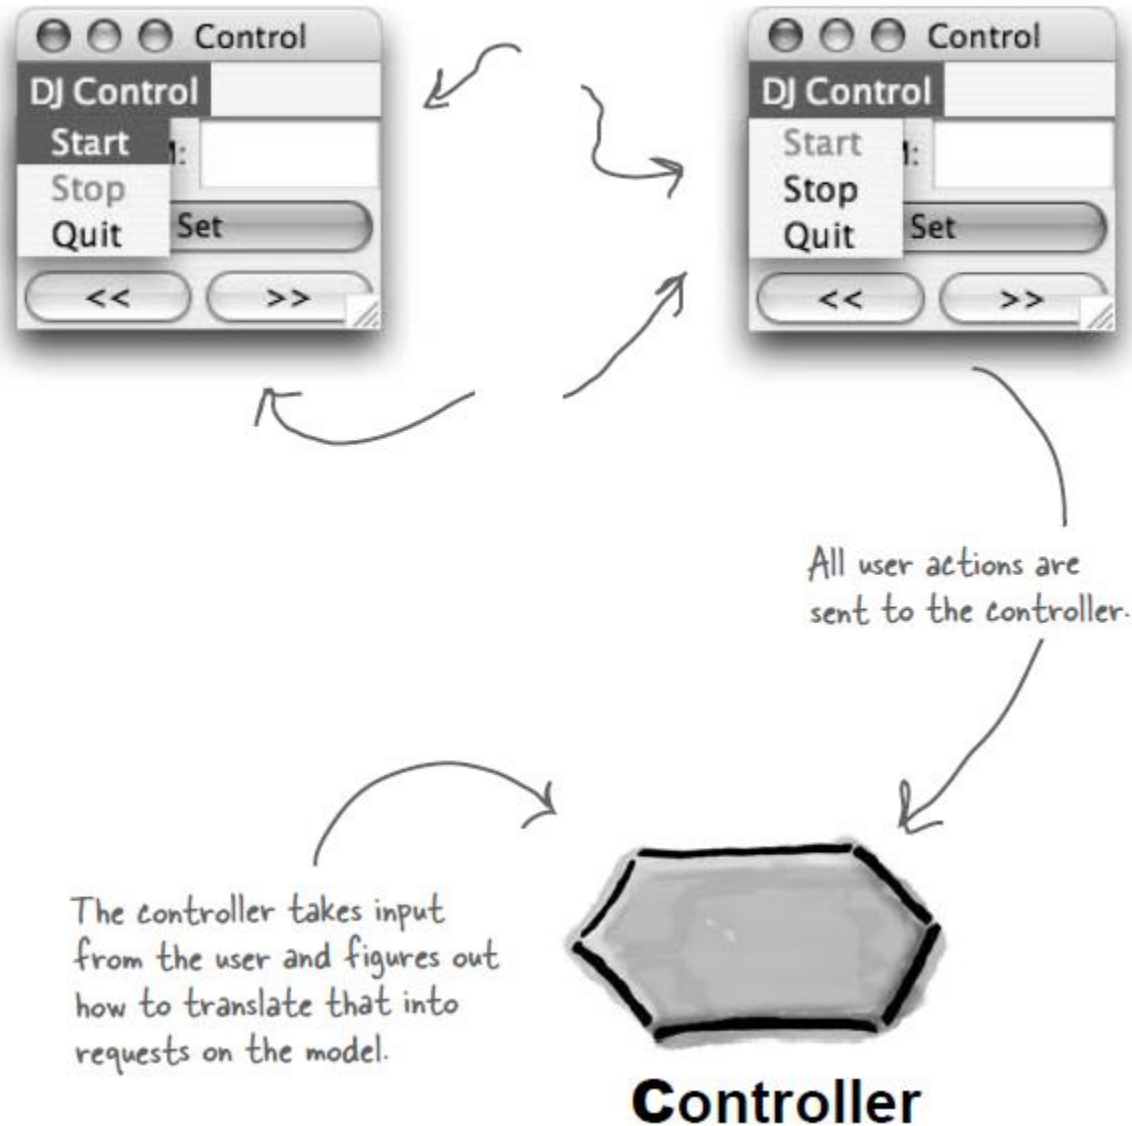 Control
DJ Control
Start
Stop
Quit
Set
<<
>>
Control
DJ Control
Start
Stop
Quit
Set
<<
>>
All user actions are
sent to the controller.
The controller takes input
from the user and figures out
how to translate that into
requests on the model.
Controller